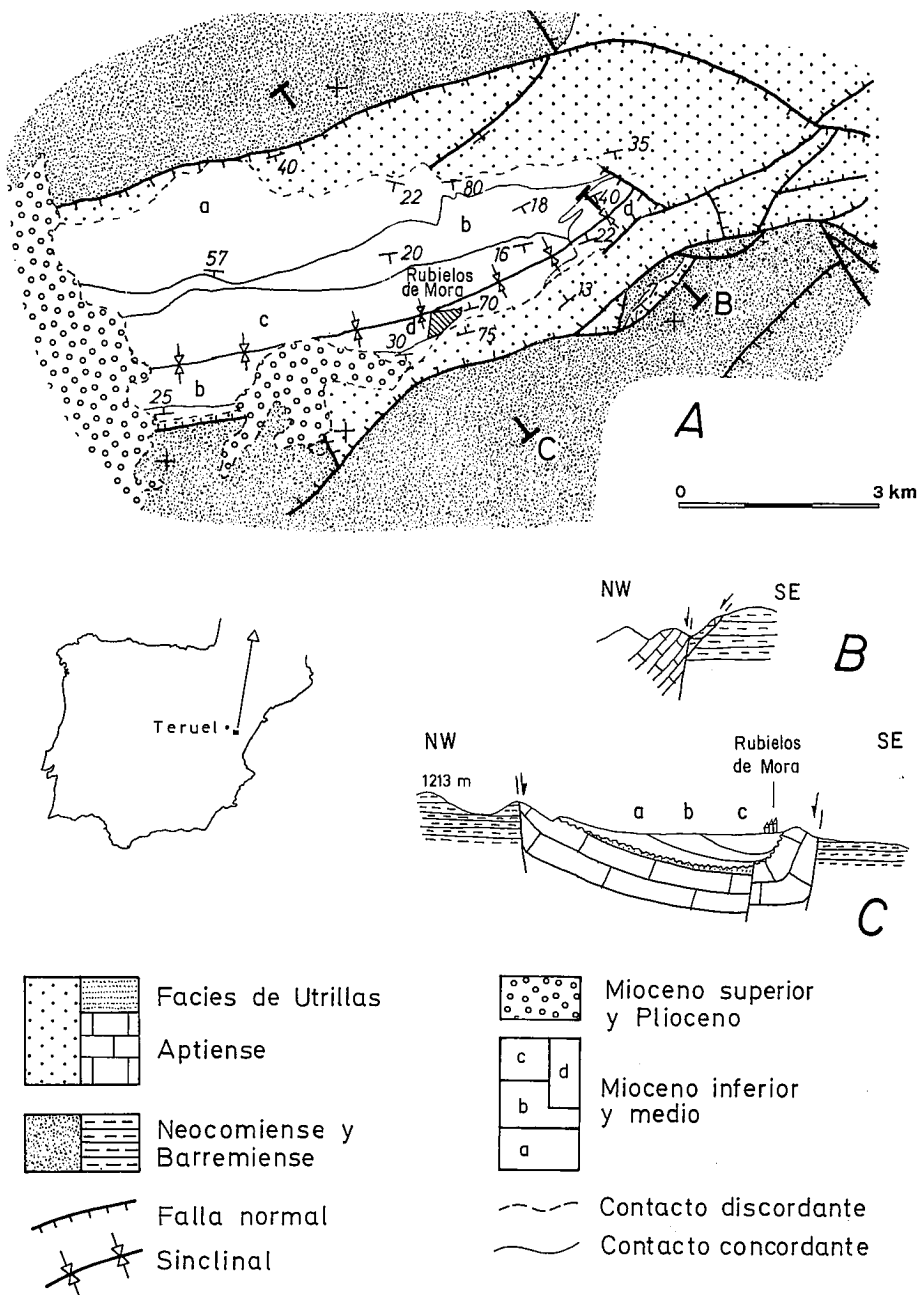 40
35
22
80
a
b
18
40
d
22
57
20
16
Rubielos
de Mora
c
70
13
d
75
30
B
b
25
C
A
0 3 km
NW SE
B
Teruel
NW SE
Rubielos
de Mora
1213 m
a b c
C
Facies de Utrillas
Aptiense
Neocomiense y
Barremiense
Falla normal
Sinclinal
Mioceno superior
y Plioceno
c
d
b
a
Mioceno inferior
y medio
Contacto discordante
Contacto concordante